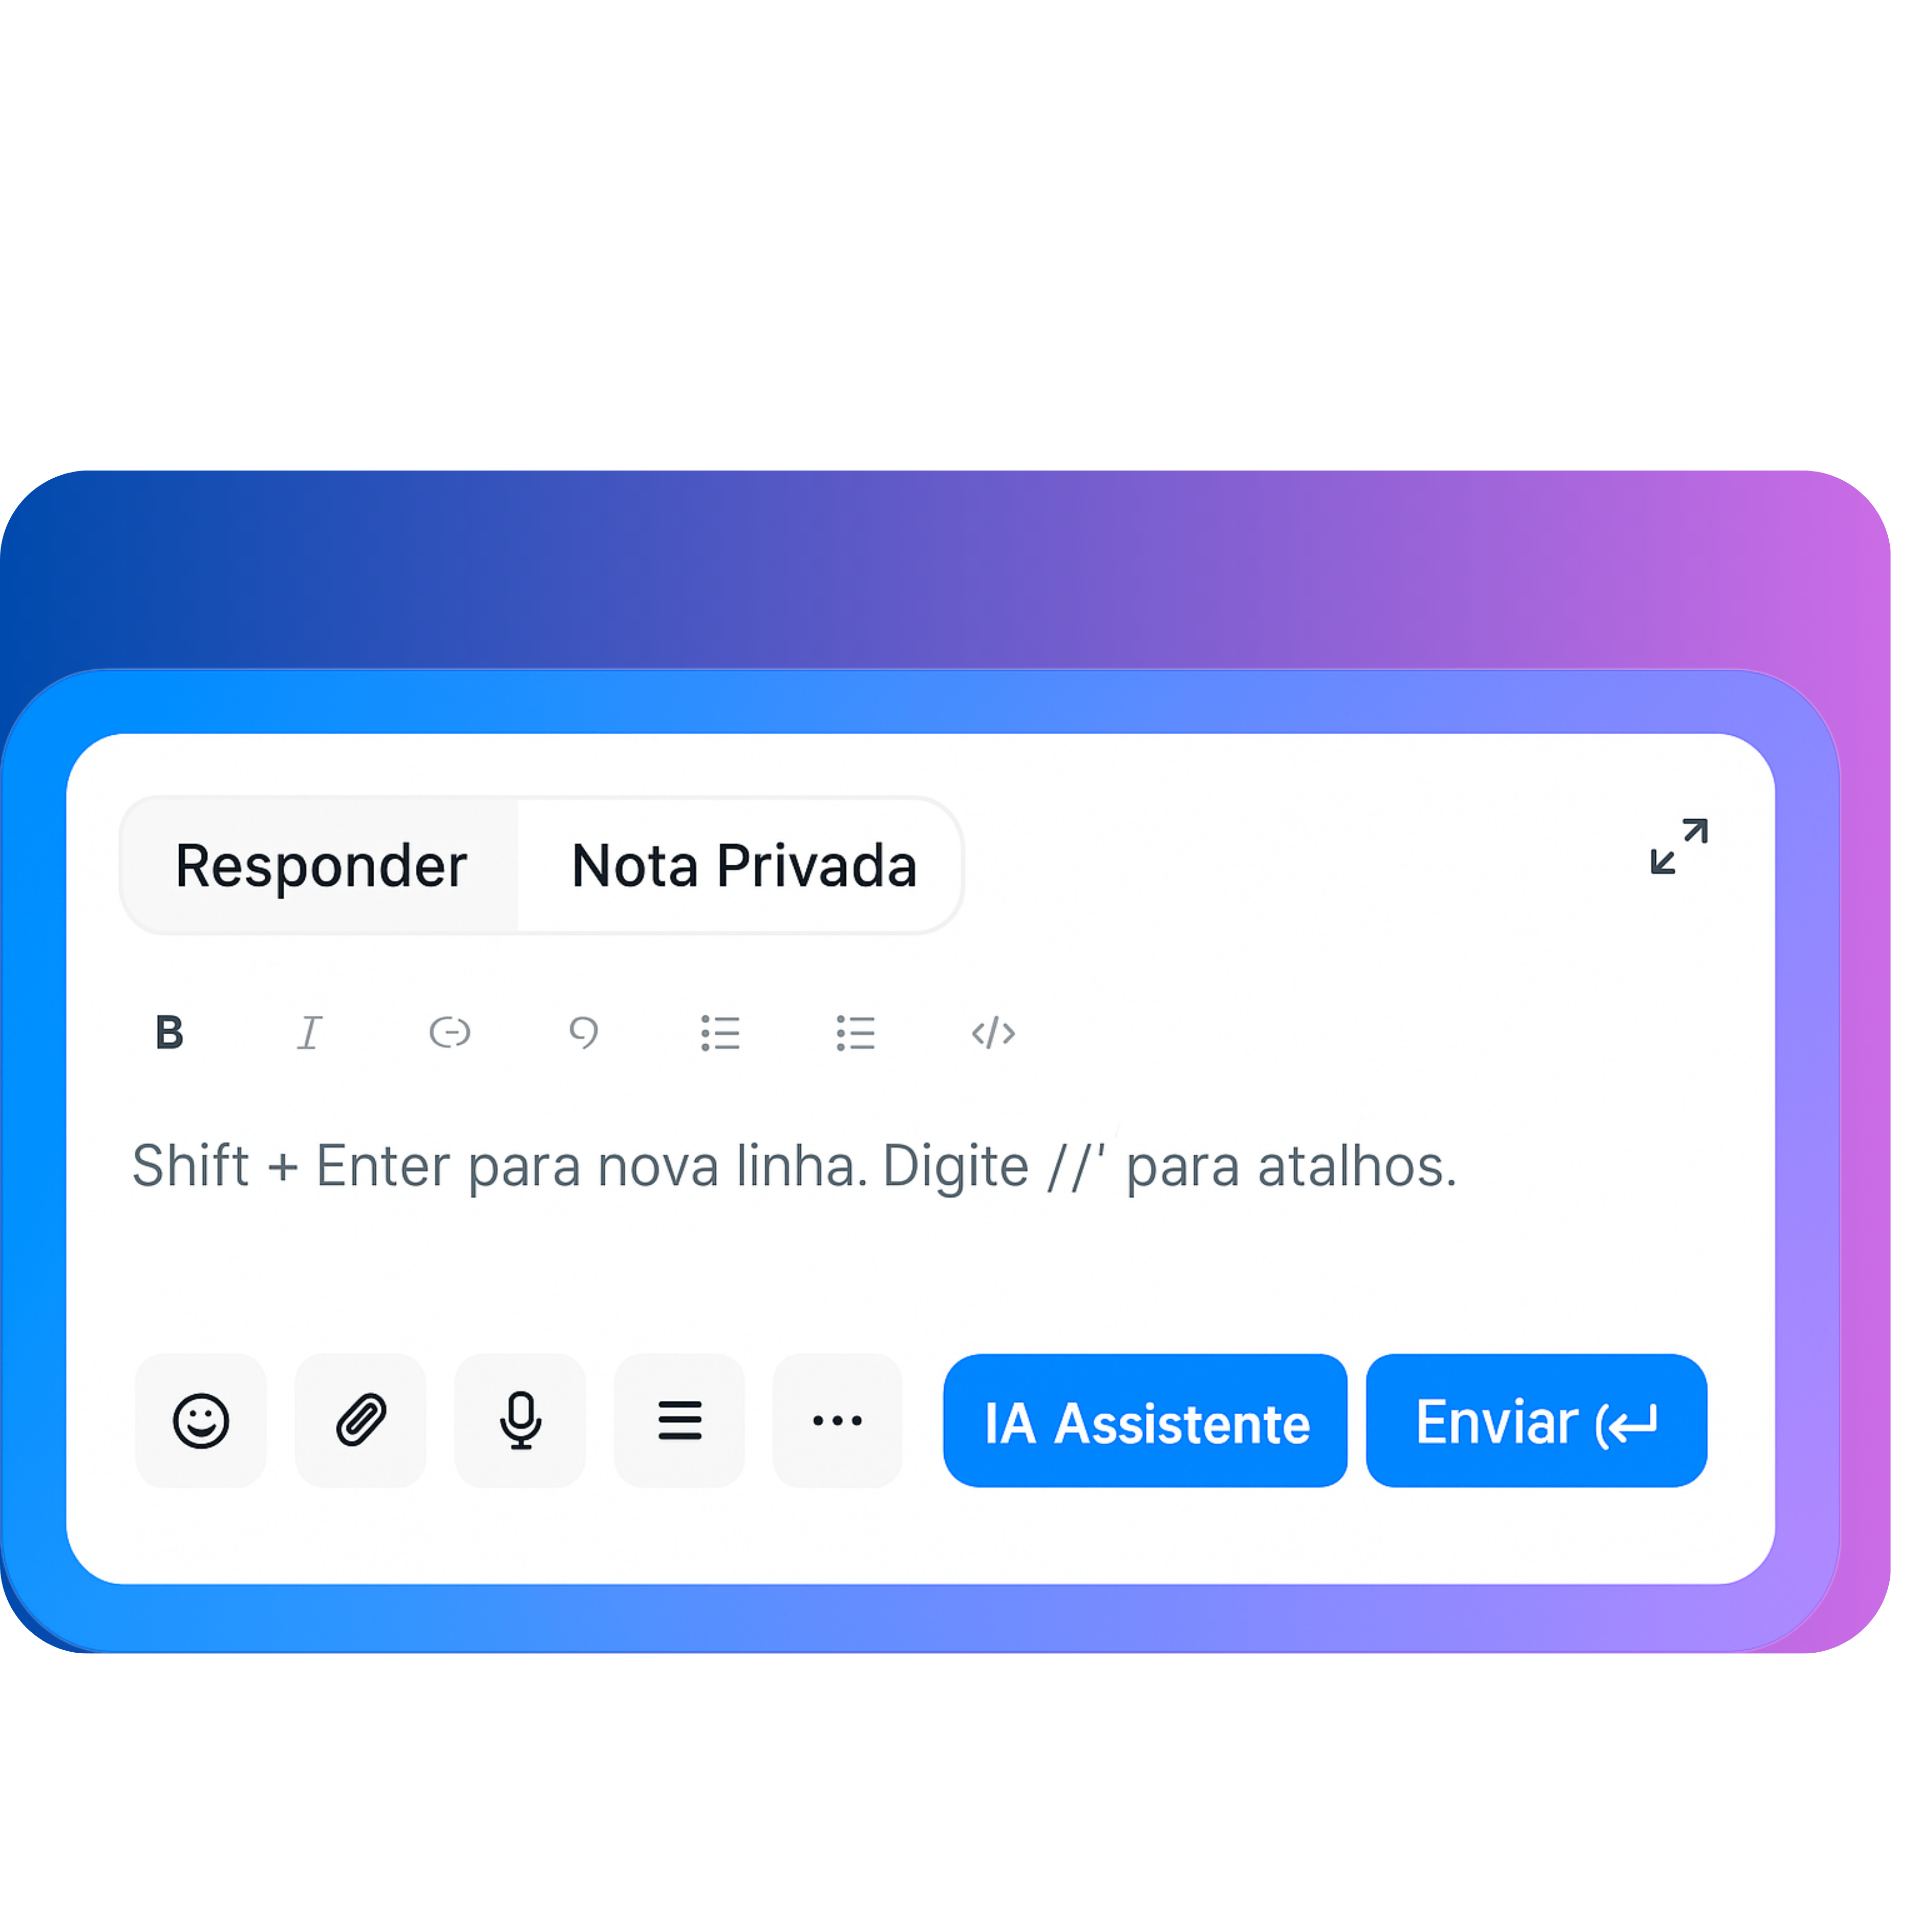 Responder Nota Privada
B I
Shift + Enter para nova linha. Digite //' para atalhos.
IA Assistente Enviar (↵